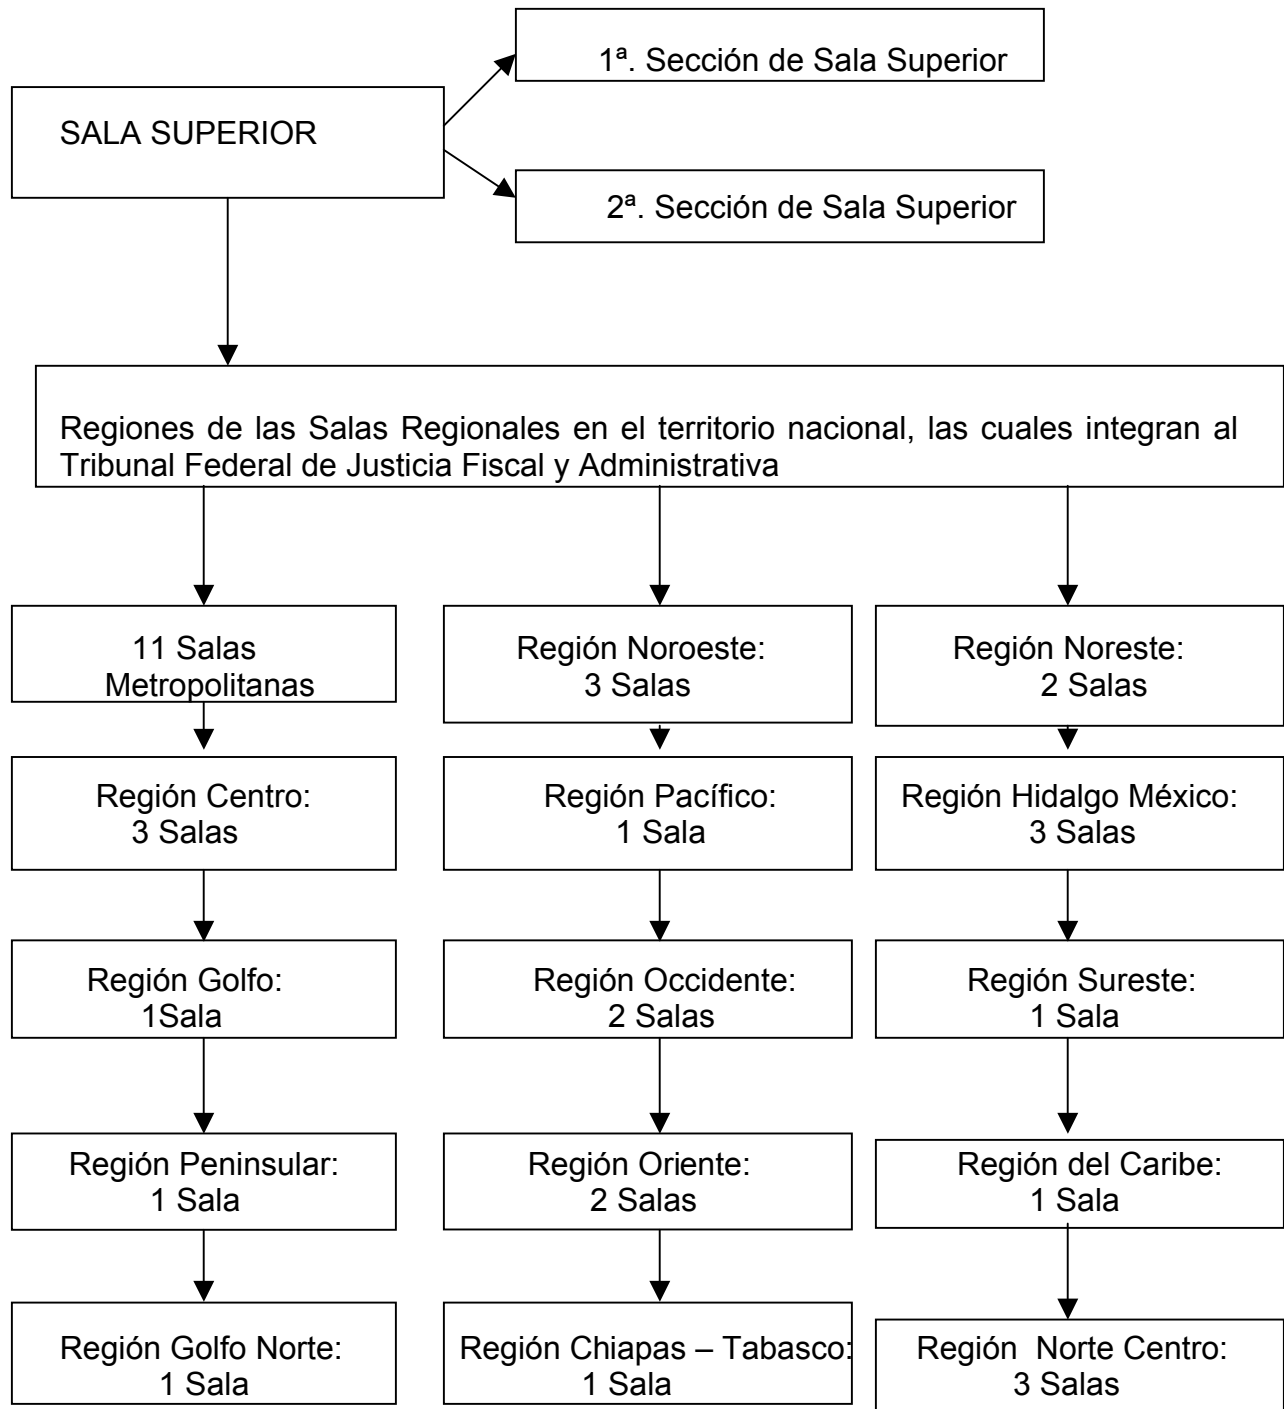 1ª. Sección de Sala Superior
SALA SUPERIOR
2ª. Sección de Sala Superior
Regiones de las Salas Regionales en el territorio nacional, las cuales integran al
Tribunal Federal de Justicia Fiscal y Administrativa
11 Salas
Metropolitanas
Región Noroeste:
3 Salas
Región Noreste:
2 Salas
Región Centro:
3 Salas
Región Pacífico:
1 Sala
Región Hidalgo México:
3 Salas
Región Golfo:
1Sala
Región Occidente:
2 Salas
Región Sureste:
1 Sala
Región Peninsular:
1 Sala
Región Oriente:
2 Salas
Región del Caribe:
1 Sala
Región Golfo Norte:
1 Sala
Región Chiapas – Tabasco:
1 Sala
Región  Norte Centro:
3 Salas